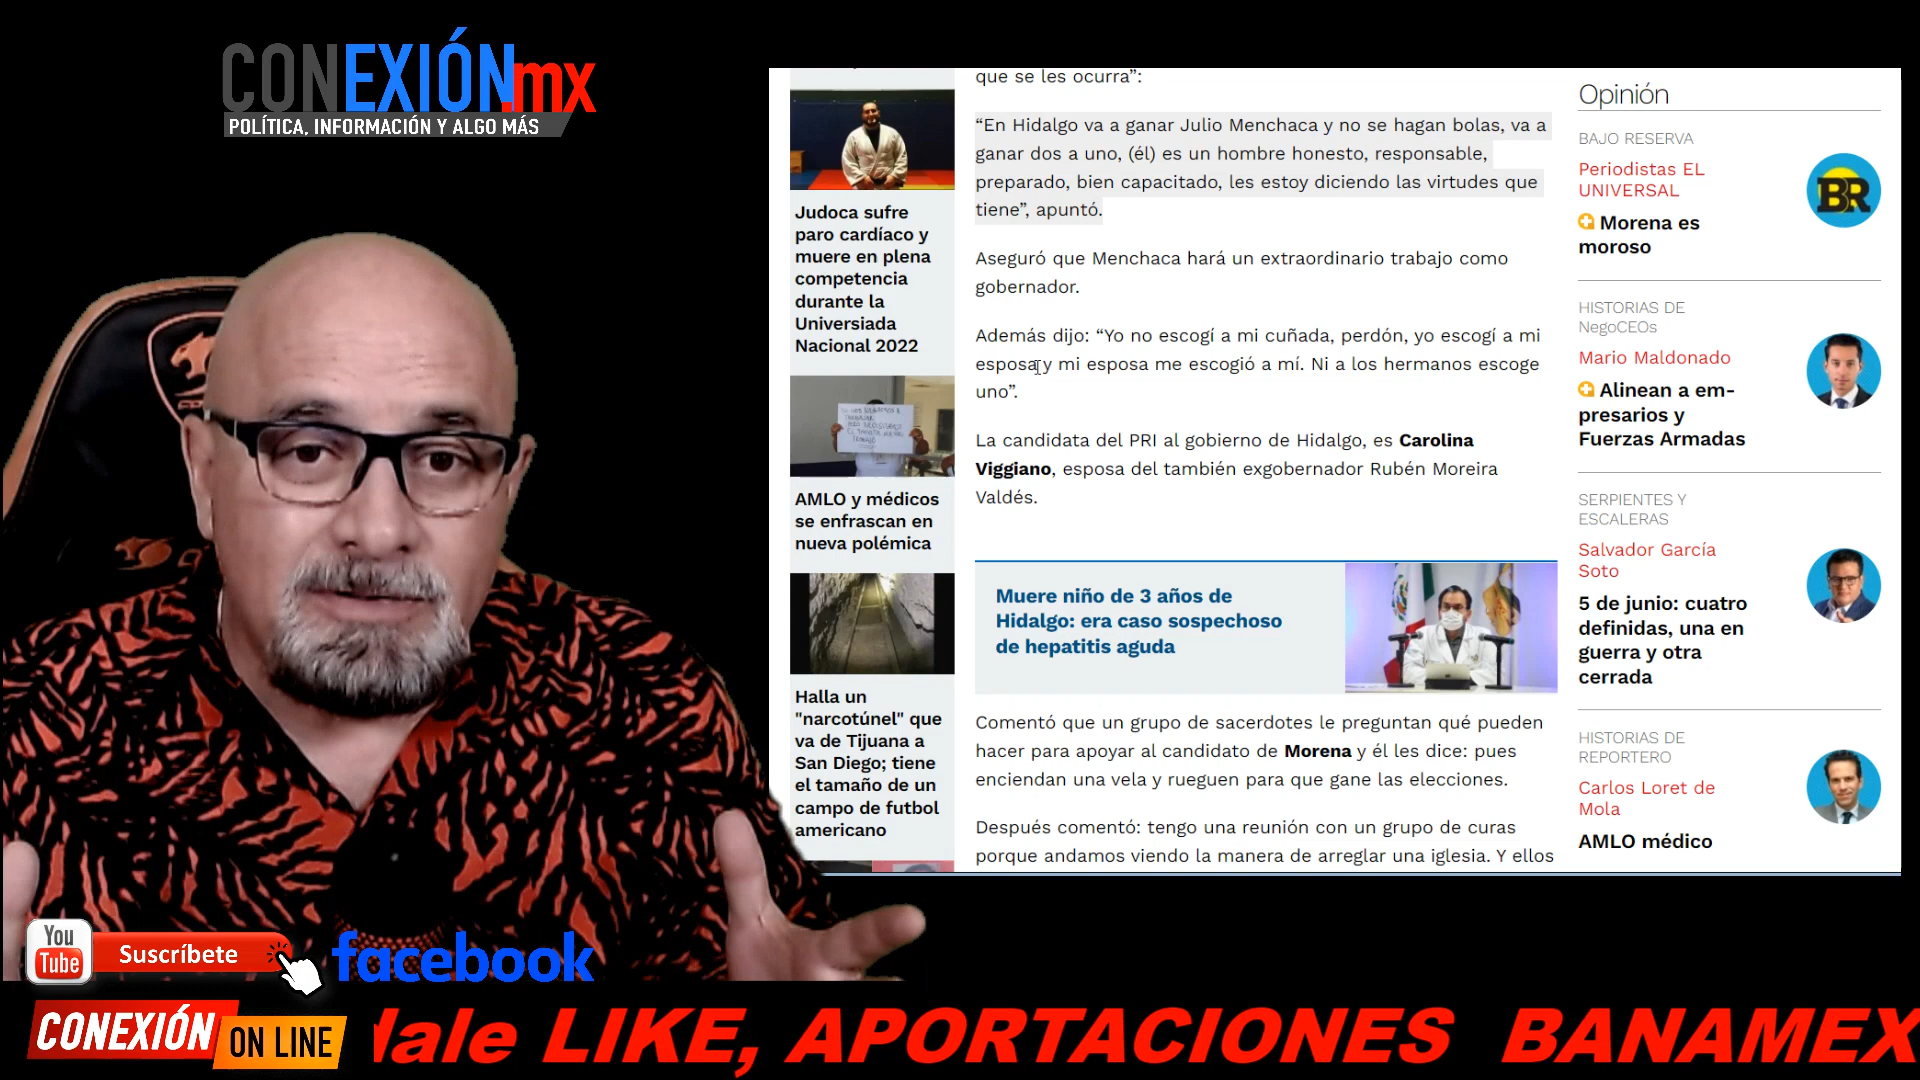 CONEXIÓN.mx
POLÍTICA, INFORMACIÓN Y ALGO MÁS
Judoca sufre
paro cardíaco y
muere en plena
competencia
durante la
Universiada
Nacional 2022
AMLO y médicos
se enfrascan en
nueva polémica
Halla un
"narcotúnel" que
va de Tijuana a
San Diego; tiene
el tamaño de un
campo de futbol
americano
que se les ocurra”:
“En Hidalgo va a ganar Julio Menchaca y no se hagan bolas, va a
ganar dos a uno, (él) es un hombre honesto, responsable,
preparado, bien capacitado, les estoy diciendo las virtudes que
tiene”, apuntó.
Aseguró que Menchaca hará un extraordinario trabajo como
gobernador.
Además dijo: “Yo no escogí a mi cuñada, perdón, yo escogí a mi
esposa y mi esposa me escogió a mí. Ni a los hermanos escoge
uno”.
La candidata del PRI al gobierno de Hidalgo, es Carolina
Viggiano, esposa del también exgobernador Rubén Moreira
Valdés.
Muere niño de 3 años de
Hidalgo: era caso sospechoso
de hepatitis aguda
Comentó que un grupo de sacerdotes le preguntan qué pueden
hacer para apoyar al candidato de Morena y él les dice: pues
enciendan una vela y rueguen para que gane las elecciones.
Después comentó: tengo una reunión con un grupo de curas
porque andamos viendo la manera de arreglar una iglesia. Y ellos
Opinión
BAJO RESERVA
Periodistas EL
UNIVERSAL
Morena es
moroso
BR
HISTORIAS DE
NegoCEOs
Mario Maldonado
Alinean a em-
presarios y
Fuerzas Armadas
SERPIENTES Y
ESCALERAS
Salvador García
Soto
5 de junio: cuatro
definidas, una en
guerra y otra
cerrada
HISTORIAS DE
REPORTERO
Carlos Loret de
Mola
AMLO médico
You
Tube
Suscríbete
facebook
CONEXIÓN
ON LINE
dale LIKE, APORTACIONES BANAMEX